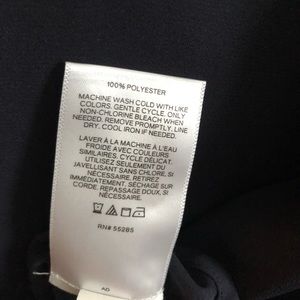 100% POLYESTER
MACHINE WASH COLD WITH LIKE
COLORS. GENTLE CYCLE. ONLY
NON-CHLORINE BLEACH WHEN
NEEDED. REMOVE PROMPTLY. LINE
DRY. COOL IRON IF NEEDED.
LAVER À LA MACHINE À L'EAU
FROIDE AVEC COULEURS
SIMILAIRES. CYCLE DÉLICAT.
UTILISEZ SEULEMENT DU
JAVELLISANT SANS CHLORE SI
NÉCESSAIRE. RETIREZ
IMMÉDIATEMENT. SÉCHAGE SUR
CORDE. REPASSAGE DOUX, SI
NÉCESSAIRE.
RN# 55285
AD